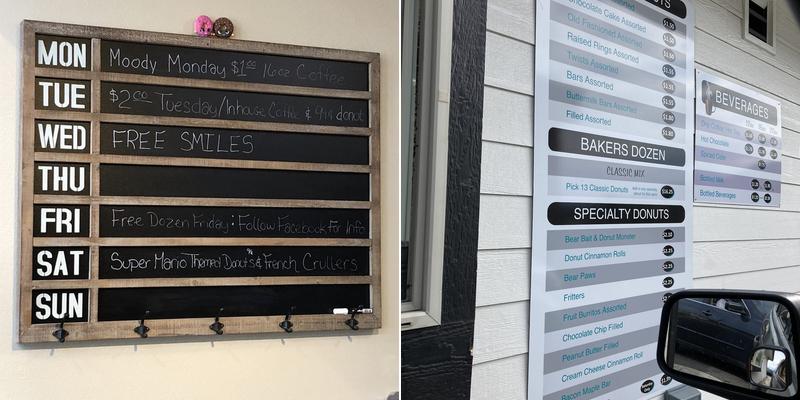 MON Moody Monday $1.00 16oz Coffee
TUE
$2.00 Tuesday/Inhouse Coffee & donut
WED FREE SMILES
THU
FRI Free Dozen Friday: Follow Facebook for Info
SAT Super Mario Themed Donuts & French Crullers
SUN
Chocolate Cake Assorted
Old Fashioned Assorted
Raised Rings Assorted
Twists Assorted
Bars Assorted
Buttermilk Bars Assorted
Filled Assorted
BAKERS DOZEN
CLASSIC MIX
Pick 13 Classic Donuts
SPECIALTY DONUTS
Bear Bait & Donut Monster
Donut Cinnamon Rolls
Bear Paws
Fritters
Fruit Burritos Assorted
Chocolate Chip Filled
Peanut Butter Filled
Cream Cheese Cinnamon Roll
Bacon Maple Bar
BEVERAGES
Hot Chocolate
Spiced Cider
Bottled Milk
Bottled Beverages